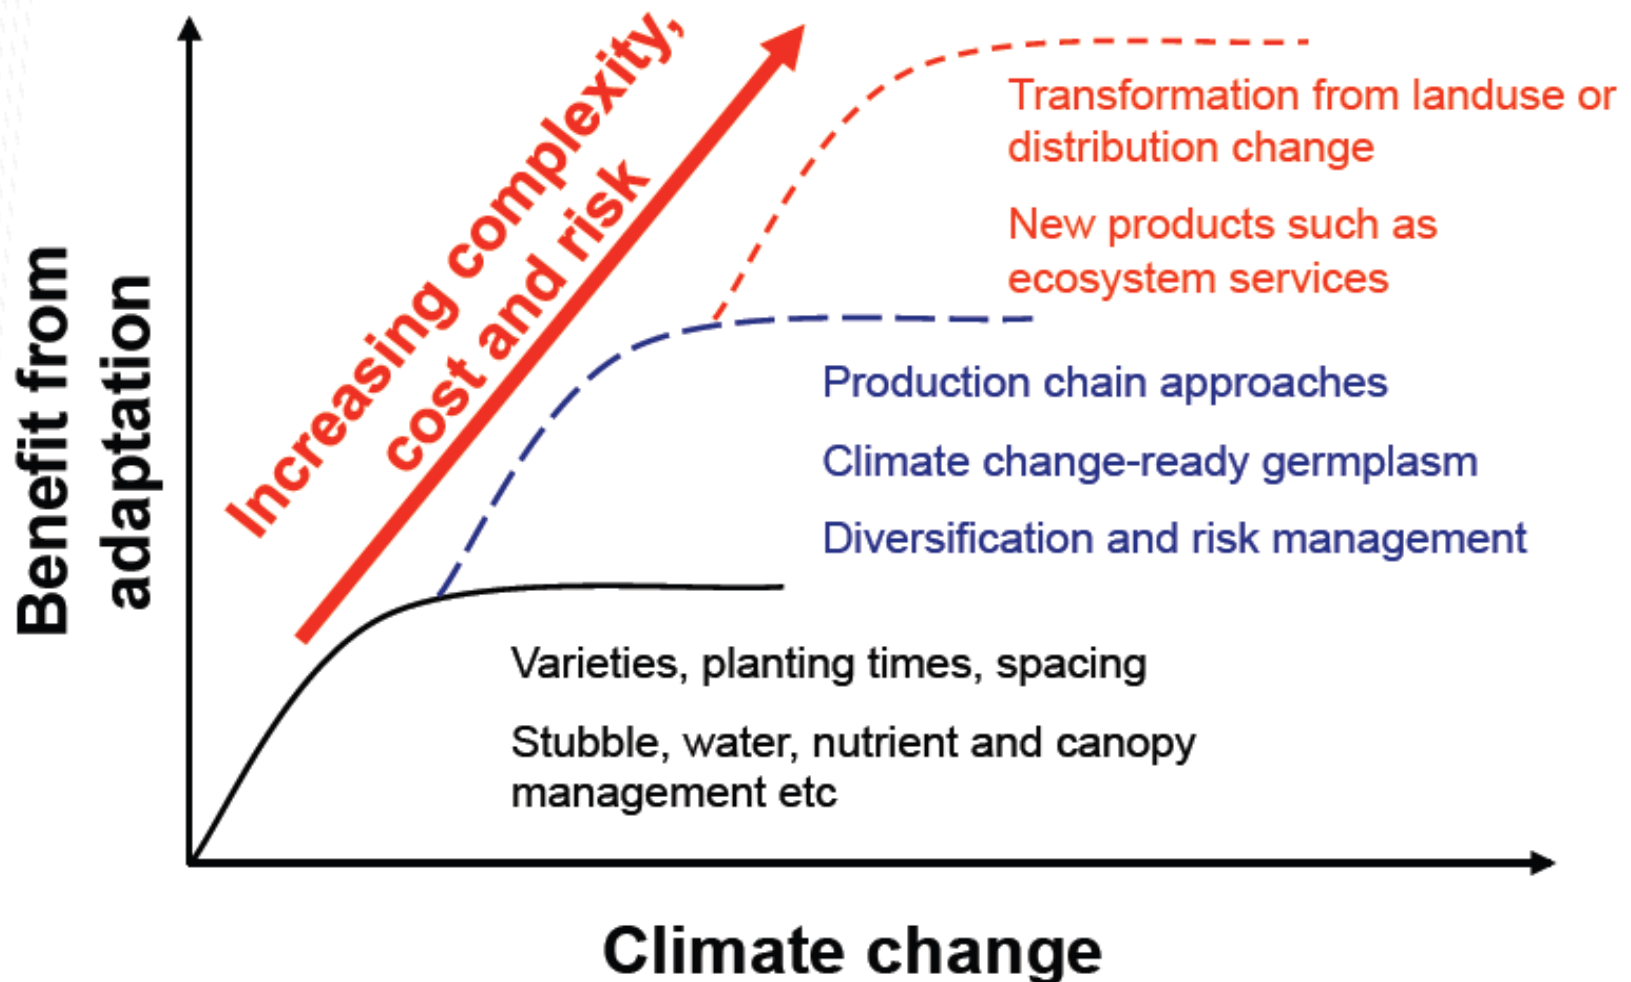 Increasing complexity,
cost and risk
Transformation from landuse or
distribution change
New products such as
ecosystem services
Production chain approaches
Climate change-ready germplasm
Diversification and risk management
Varieties, planting times, spacing
Stubble, water, nutrient and canopy
management etc
Benefit from
adaptation
Climate change